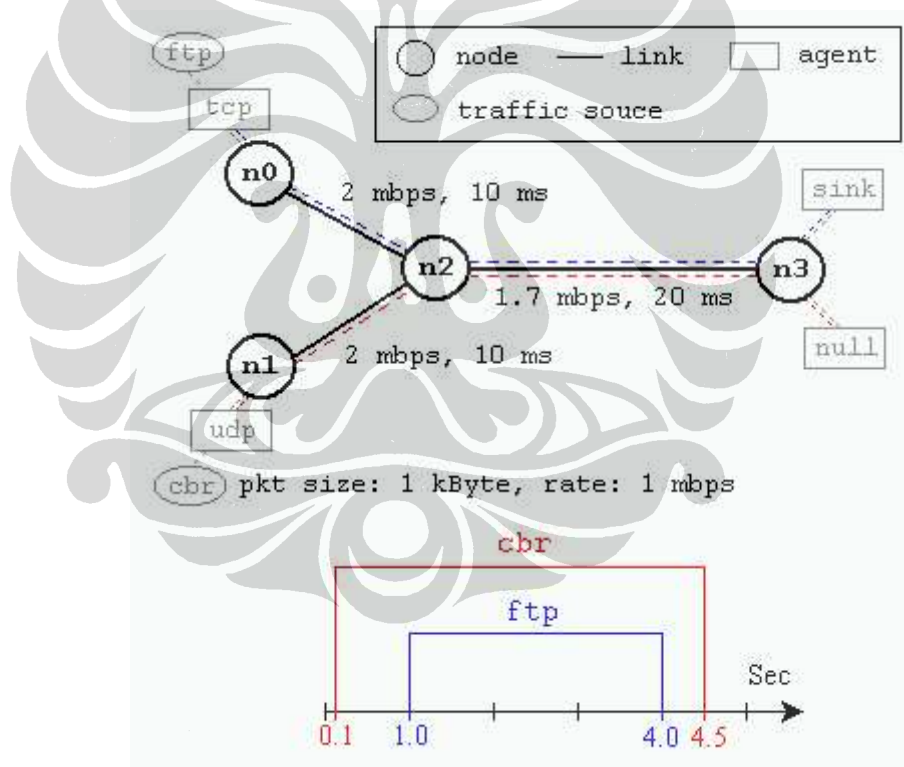 ftp
node link agent
traffic souce
tcp
n0
2 mbps, 10 ms
sink
n2
n3
1.7 mbps, 20 ms
null
n1
2 mbps, 10 ms
udp
cbr pkt size: 1 kByte, rate: 1 mbps
cbr
ftp
Sec
0.1 1.0 4.0 4.5